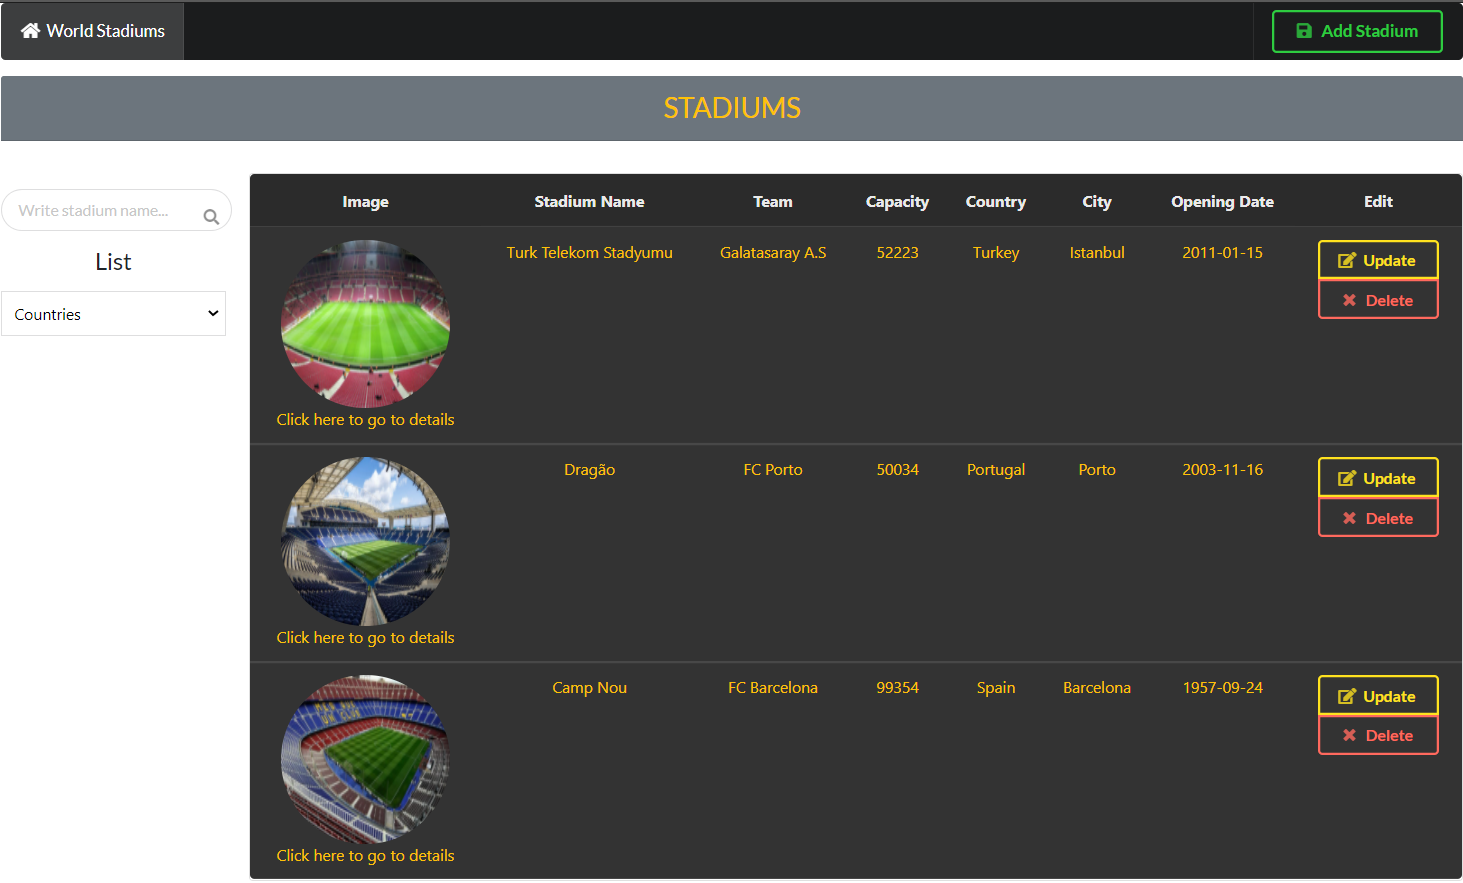 World Stadiums
Add Stadium
STADIUMS
Write stadium name...
List
Countries
Image Stadium Name Team Capacity Country City Opening Date Edit
Turk Telekom Stadyumu Galatasaray A.S 52223 Turkey Istanbul 2011-01-15 Update
Delete
Click here to go to details
Dragão FC Porto 50034 Portugal Porto 2003-11-16 Update
Delete
Click here to go to details
Camp Nou FC Barcelona 99354 Spain Barcelona 1957-09-24 Update
Delete
Click here to go to details